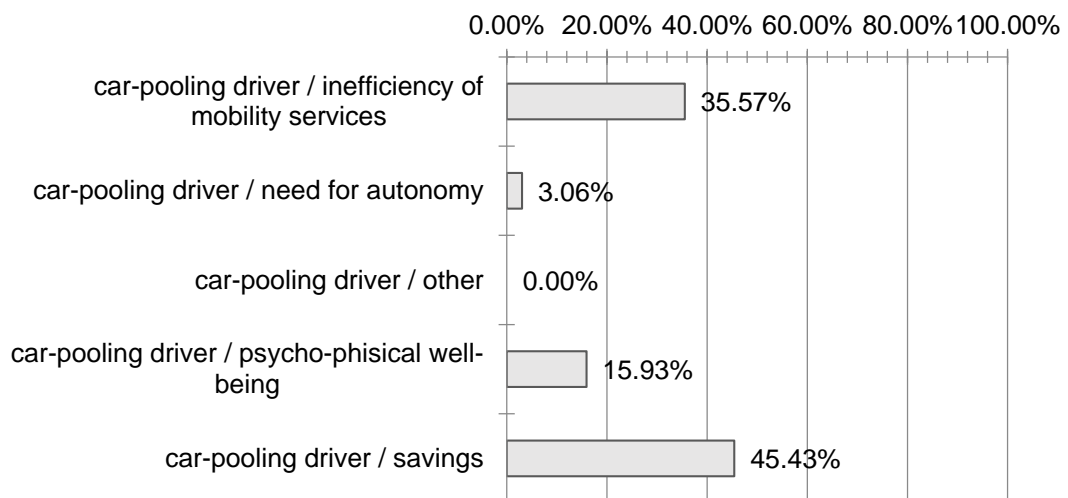 0.00% 20.00% 40.00% 60.00% 80.00% 100.00%
car-pooling driver / inefficiency of
mobility services
35.57%
car-pooling driver / need for autonomy
3.06%
car-pooling driver / other
0.00%
car-pooling driver / psycho-phisical well-
being
15.93%
car-pooling driver / savings
45.43%